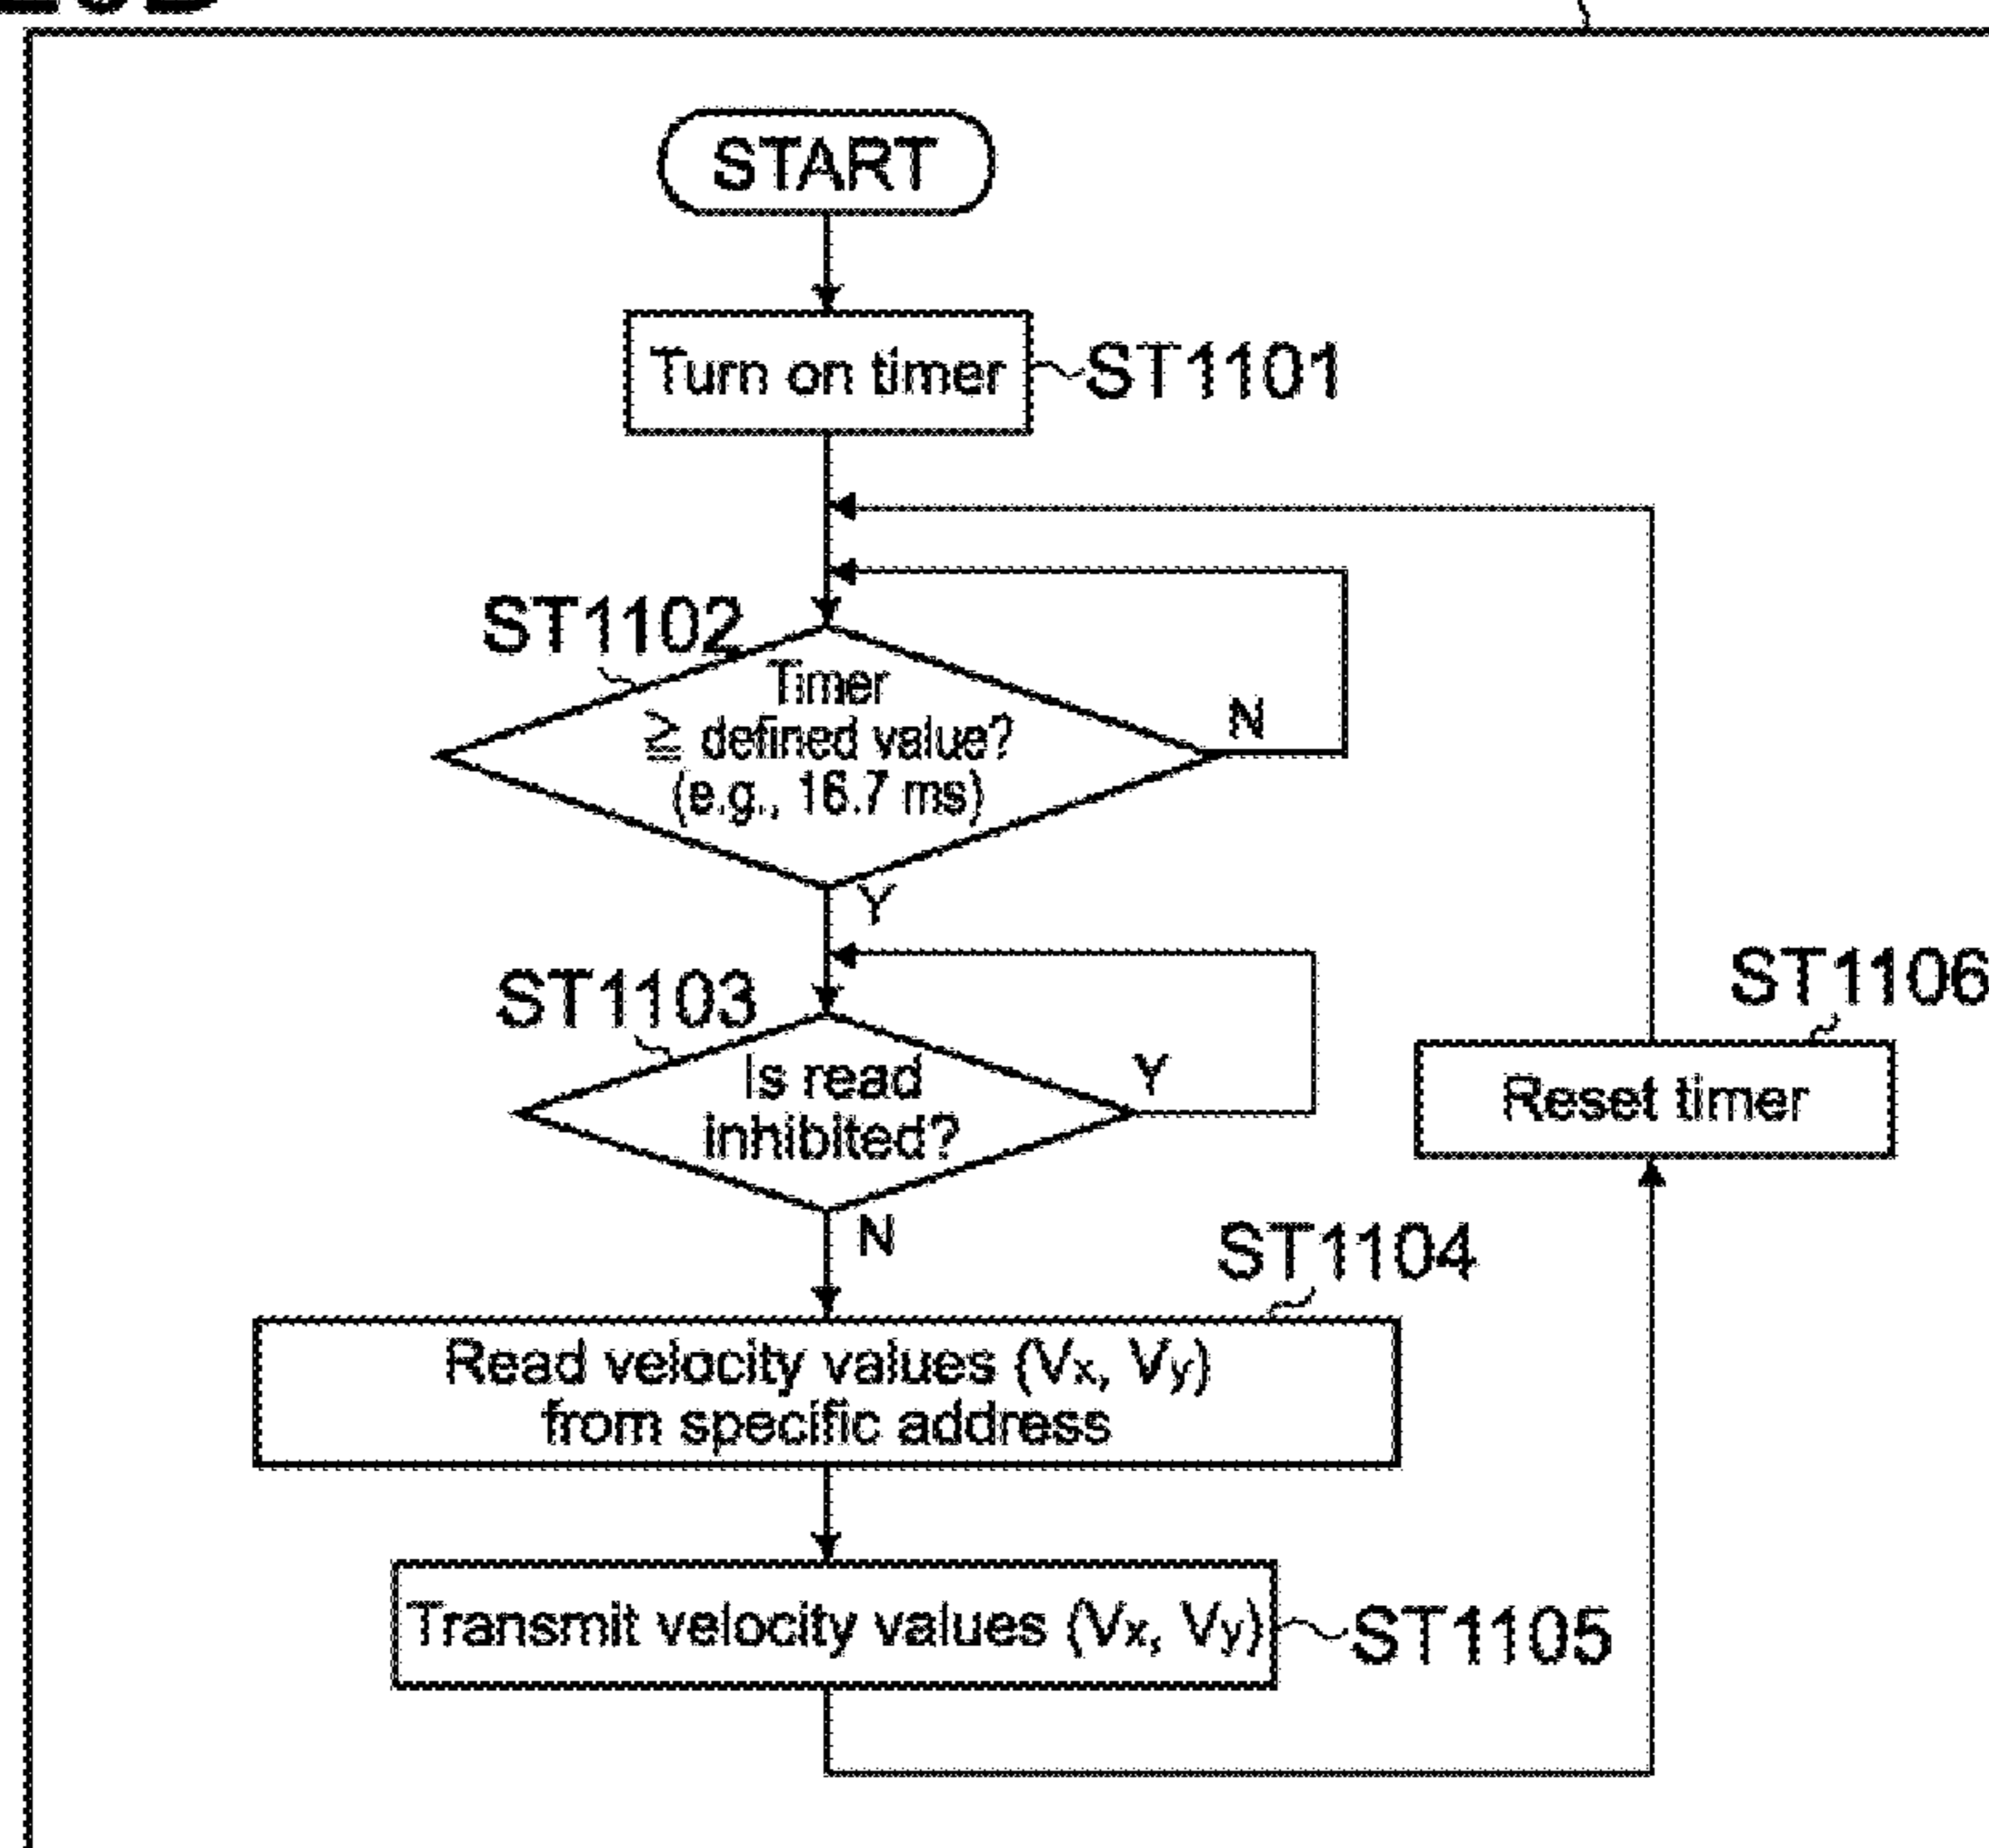 START
Turn on timer
ST1101
ST1102
Timer
≧ defined value?
(e.g., 16.7 ms)
N
Y
ST1103
Is read
inhibited?
Y
N
ST1106
Reset timer
ST1104
Read velocity values (Vx, Vy)
from specific address
Transmit velocity values (Vx, Vy)
ST1105